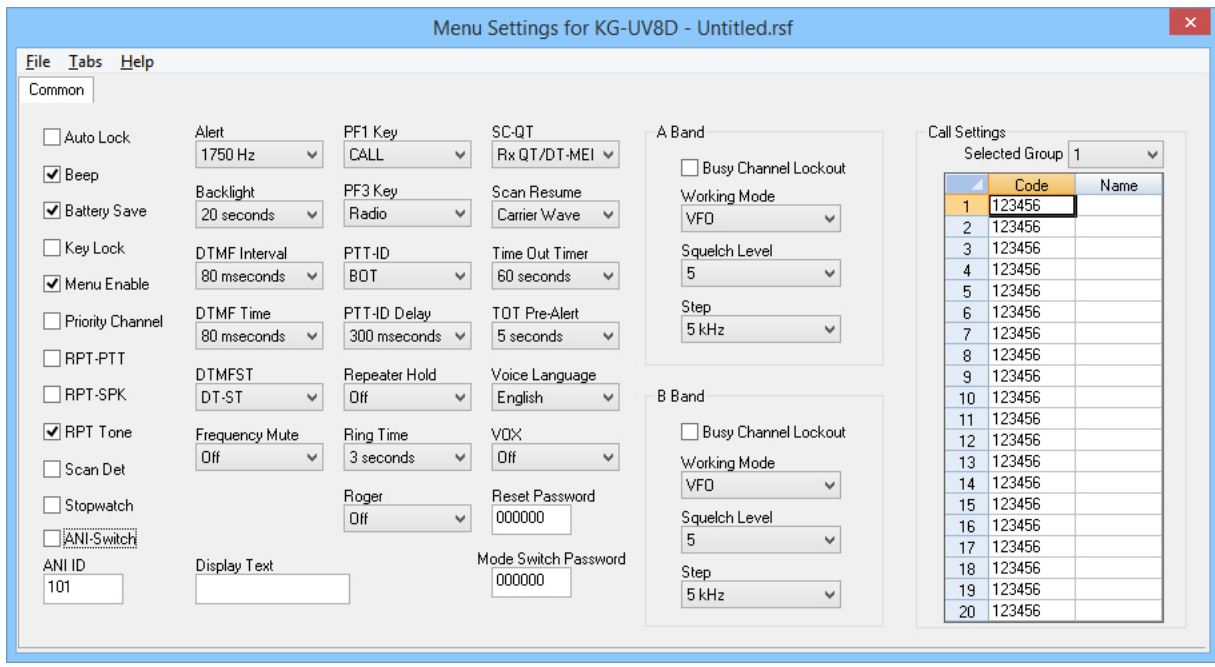 Menu Settings for KG-UV8D - Untitled.rsf
File Tabs Help
Common
Auto Lock
Beep
Battery Save
Key Lock
Menu Enable
Priority Channel
RPT-PTT
RPT-SPK
RPT Tone
Scan Det
Stopwatch
ANI-Switch
ANI ID
101
Alert
1750 Hz
Backlight
20 seconds
DTMF Interval
80 mseconds
DTMF Time
80 mseconds
DTMFST
DT-ST
Frequency Mute
Off
Display Text
PF1 Key
CALL
PF3 Key
Radio
PTT-ID
BOT
PTT-ID Delay
300 mseconds
Repeater Hold
Off
Ring Time
3 seconds
Roger
Off
SC-QT
Rx QT/DT-MEI
Scan Resume
Carrier Wave
Time Out Timer
60 seconds
TOT Pre-Alert
5 seconds
Voice Language
English
VOX
Off
Reset Password
000000
Mode Switch Password
000000
A Band
Busy Channel Lockout
Working Mode
VFO
Squelch Level
5
Step
5 kHz
B Band
Busy Channel Lockout
Working Mode
VFO
Squelch Level
5
Step
5 kHz
Call Settings
Selected Group 1
Code Name
1 123456
2 123456
3 123456
4 123456
5 123456
6 123456
7 123456
8 123456
9 123456
10 123456
11 123456
12 123456
13 123456
14 123456
15 123456
16 123456
17 123456
18 123456
19 123456
20 123456